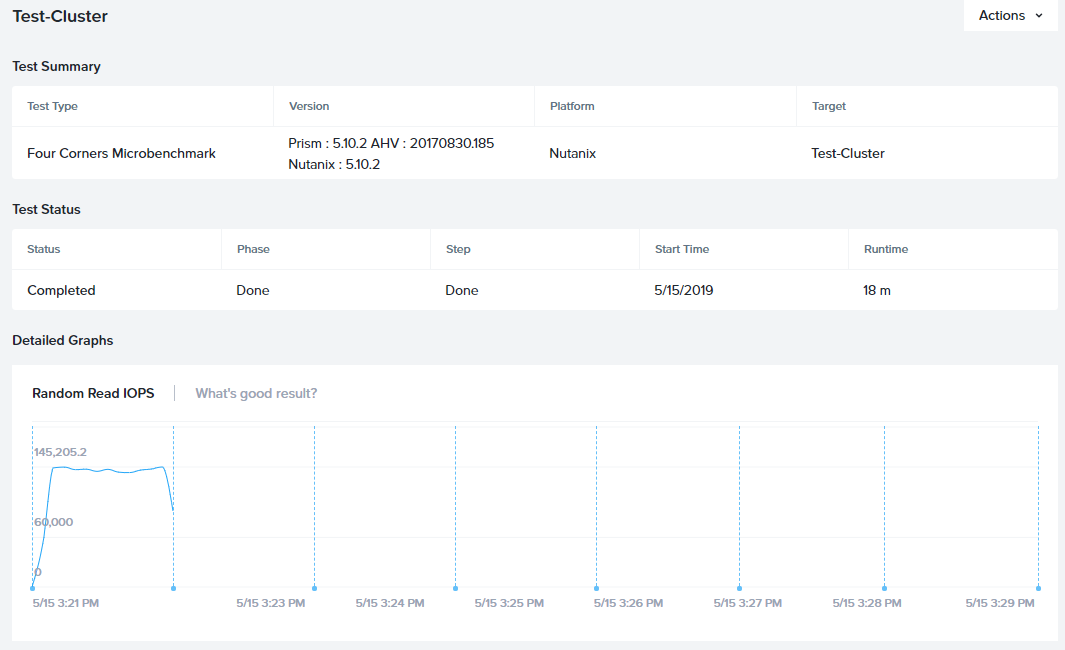 Test-Cluster
Actions
Test Summary
Test Type Version Platform Target
Four Corners Microbenchmark Prism : 5.10.2 AHV : 20170830.185 Nutanix Test-Cluster
Nutanix : 5.10.2
Test Status
Status Phase Step Start Time Runtime
Completed Done Done 5/15/2019 18 m
Detailed Graphs
Random Read IOPS What's good result?
145,205.2
60,000
0
5/15 3:21 PM 5/15 3:23 PM 5/15 3:24 PM 5/15 3:25 PM 5/15 3:26 PM 5/15 3:27 PM 5/15 3:28 PM 5/15 3:29 PM